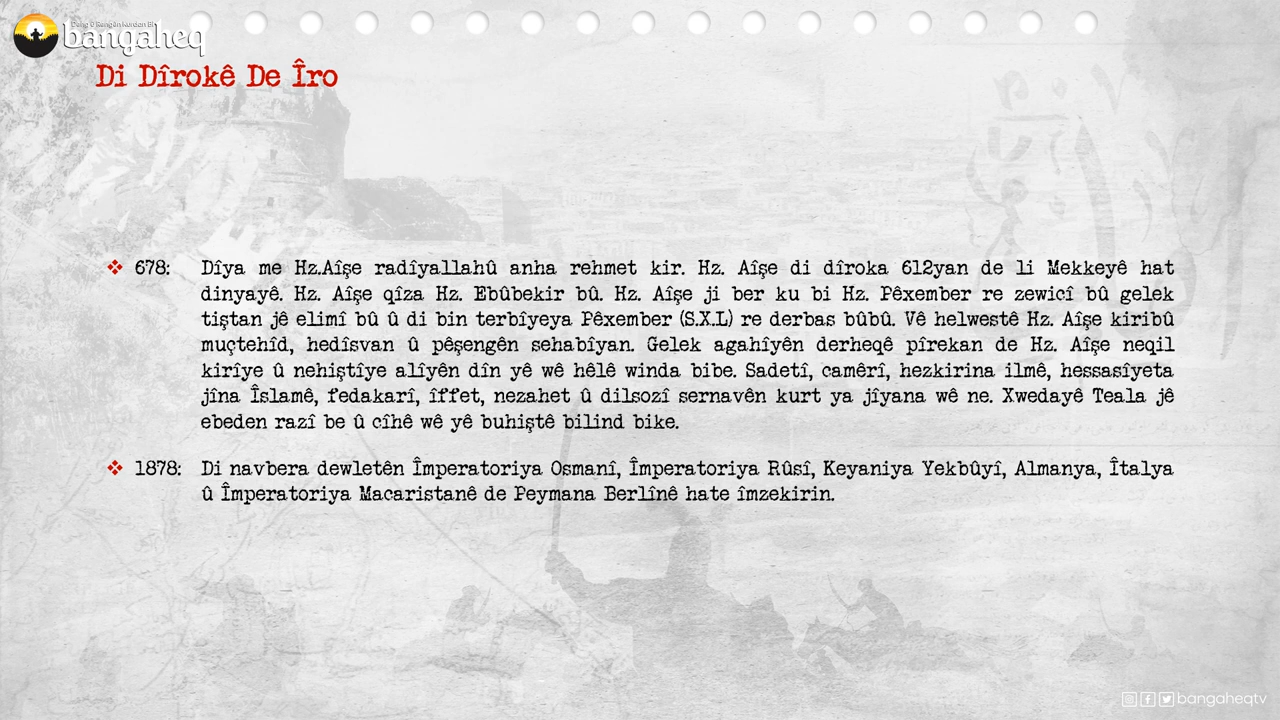 Deng û Rengên Kurdan Bi
bangaheq
Di Dîrokê De Îro
❖ 678: Dîya me Hz.Aîşe radîyallahû anha rehmet kir. Hz. Aîşe di dîroka 612yan de li Mekkeyê hat
dinyayê. Hz. Aîşe qîza Hz. Ebûbekir bû. Hz. Aîşe ji ber ku bi Hz. Pêxember re zewicî bû gelek
tiştan jê elimî bû û di bin terbîyeya Pêxember (S.X.L) re derbas bûbû. Vê helwestê Hz. Aîşe kiribû
muçtehîd, hedîsvan û pêşengên sehabîyan. Gelek agahîyên derheqê pîrekan de Hz. Aîşe neqil
kirîye û nehiştîye alîyên dîn yê wê hêlê winda bibe. Sadetî, camêrî, hezkirina ilmê, hessasîyeta
jîna Îslamê, fedakarî, îffet, nezahet û dilsozî sernavên kurt ya jîyana wê ne. Xwedayê Teala jê
ebeden razî be û cîhê wê yê buhiştê bilind bike.
❖ 1878: Di navbera dewletên Împeratoriya Osmanî, Împeratoriya Rûsî, Keyaniya Yekbûyî, Almanya, Îtalya
û Împeratoriya Macaristanê de Peymana Berlînê hate îmzekirin.
bangaheqtv